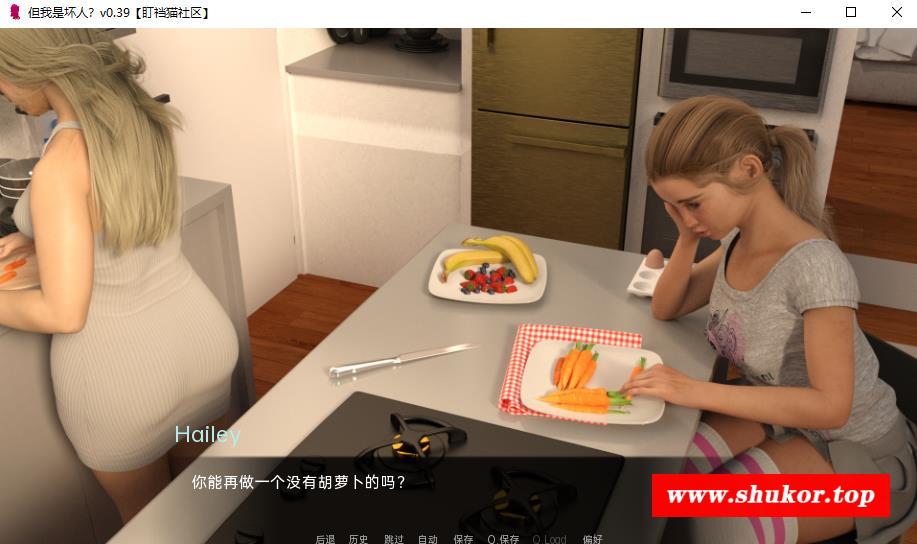 但我是坏人？v0.39【盯裆猫社区】
Hailey
你能再做一个没有胡萝卜的吗？
www.shukor.top
后退 历史 跳过 自动 保存 Q.保存 Q.Load 偏好